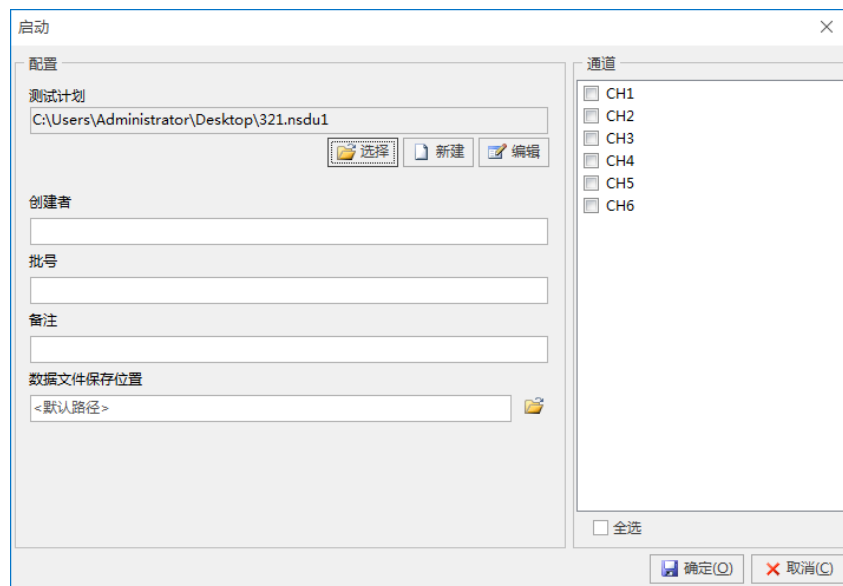 启动
配置
测试计划
C:\Users\Administrator\Desktop\321.nsdu1
选择 新建 编辑
创建者
批号
备注
数据文件保存位置
<默认路径>
通道
CH1
CH2
CH3
CH4
CH5
CH6
全选
确定(O) 取消(C)